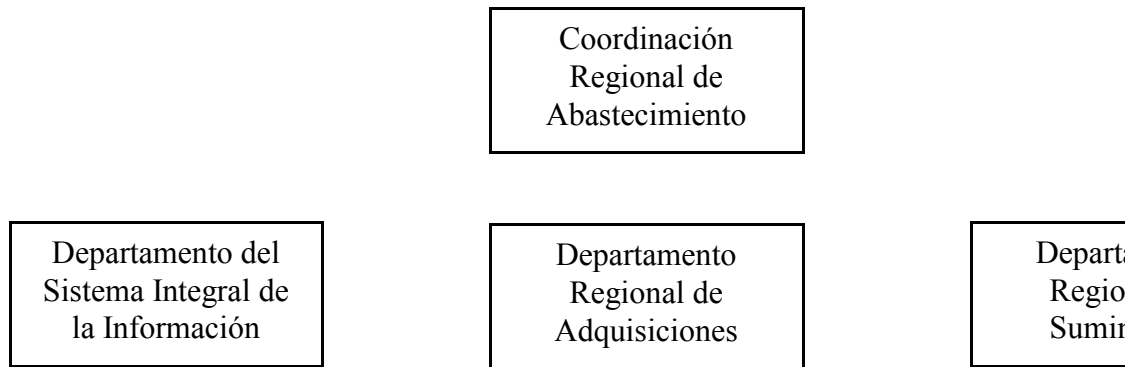 Coordinación
Regional de
Abastecimiento
Departamento del
Sistema Integral de
la Información
Departamento
Regional de
Adquisiciones